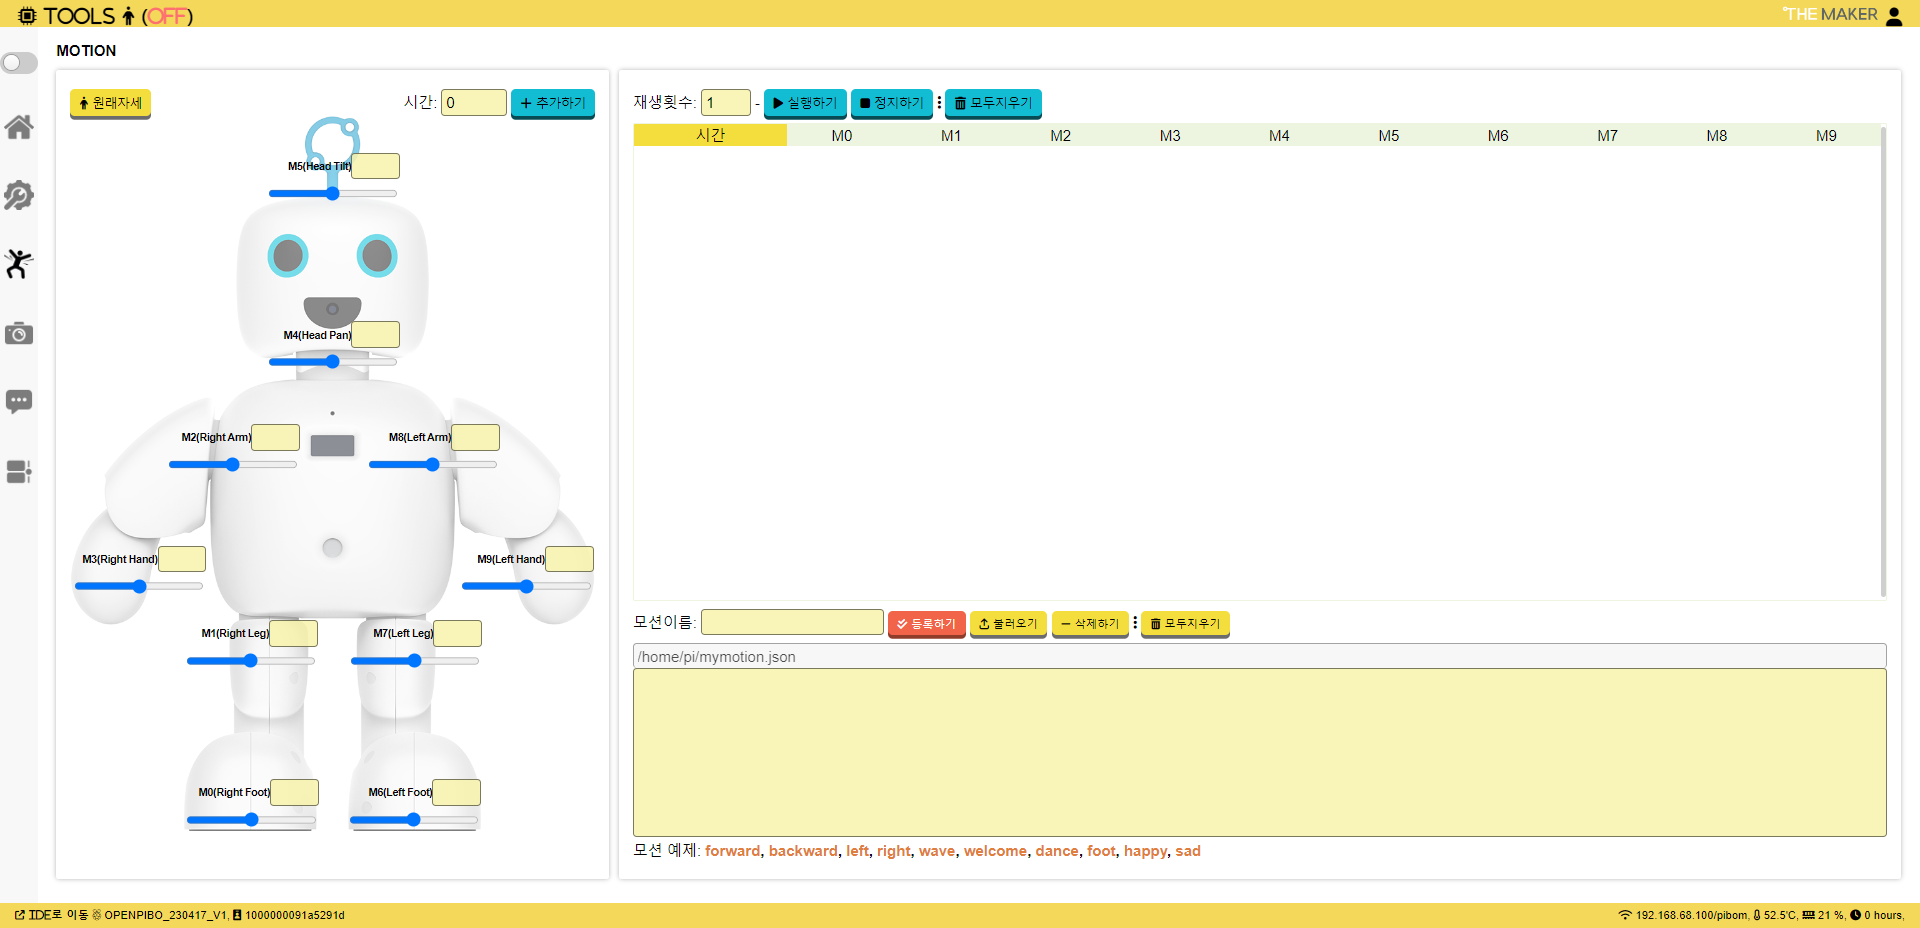 TOOLS (OFF)
°THE MAKER
MOTION
원래자세
시간: 0 + 추가하기
M5(Head Tilt)
M4(Head Pan)
M2(Right Arm) M8(Left Arm)
M3(Right Hand) M9(Left Hand)
M1(Right Leg) M7(Left Leg)
M0(Right Foot) M6(Left Foot)
재생횟수: 1 - 실행하기 정지하기 모두지우기
시간 M0 M1 M2 M3 M4 M5 M6 M7 M8 M9
모션이름: 등록하기 불러오기 삭제하기 모두지우기
/home/pi/mymotion.json
모션 예제: forward, backward, left, right, wave, welcome, dance, foot, happy, sad
IDE로 이동 OPENPIBO_230417_V1, 1000000091a5291d
192.168.68.100/pibom, 52.5'C, 21 %, 0 hours,